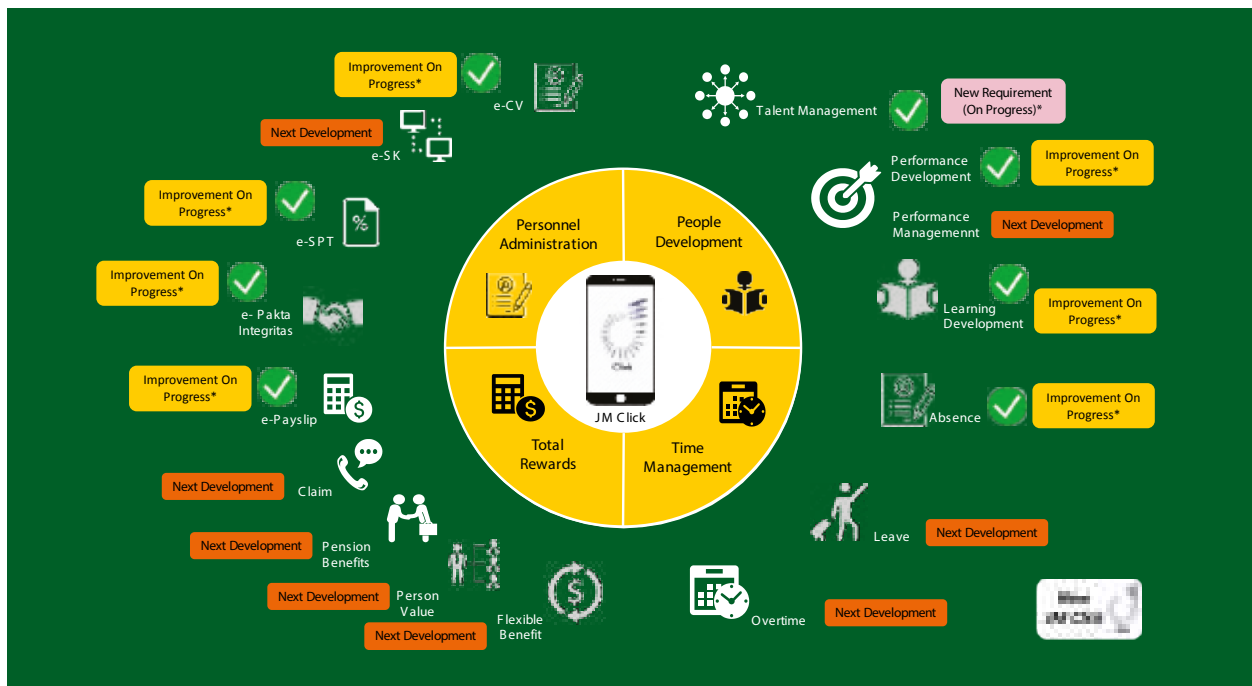 Improvement On
Progress*
e-CV
Next Development
e-SK
Improvement On
Progress*
e-SPT
Improvement On
Progress*
e- Pakta
Integritas
Improvement On
Progress*
e-Payslip
Next Development
Claim
Next Development
Pension
Benefits
Next Development
Person
Value
Next Development
Flexible
Benefit
Personnel
Administration
People
Development
Total
Rewards
Time
Management
Click
JM Click
Talent Management
New Requirement
(On Progress)*
Performance
Development
Improvement On
Progress*
Performance
Managemennt
Next Development
Learning
Development
Improvement On
Progress*
Absence
Improvement On
Progress*
Leave
Next Development
Overtime
Next Development
JM Click